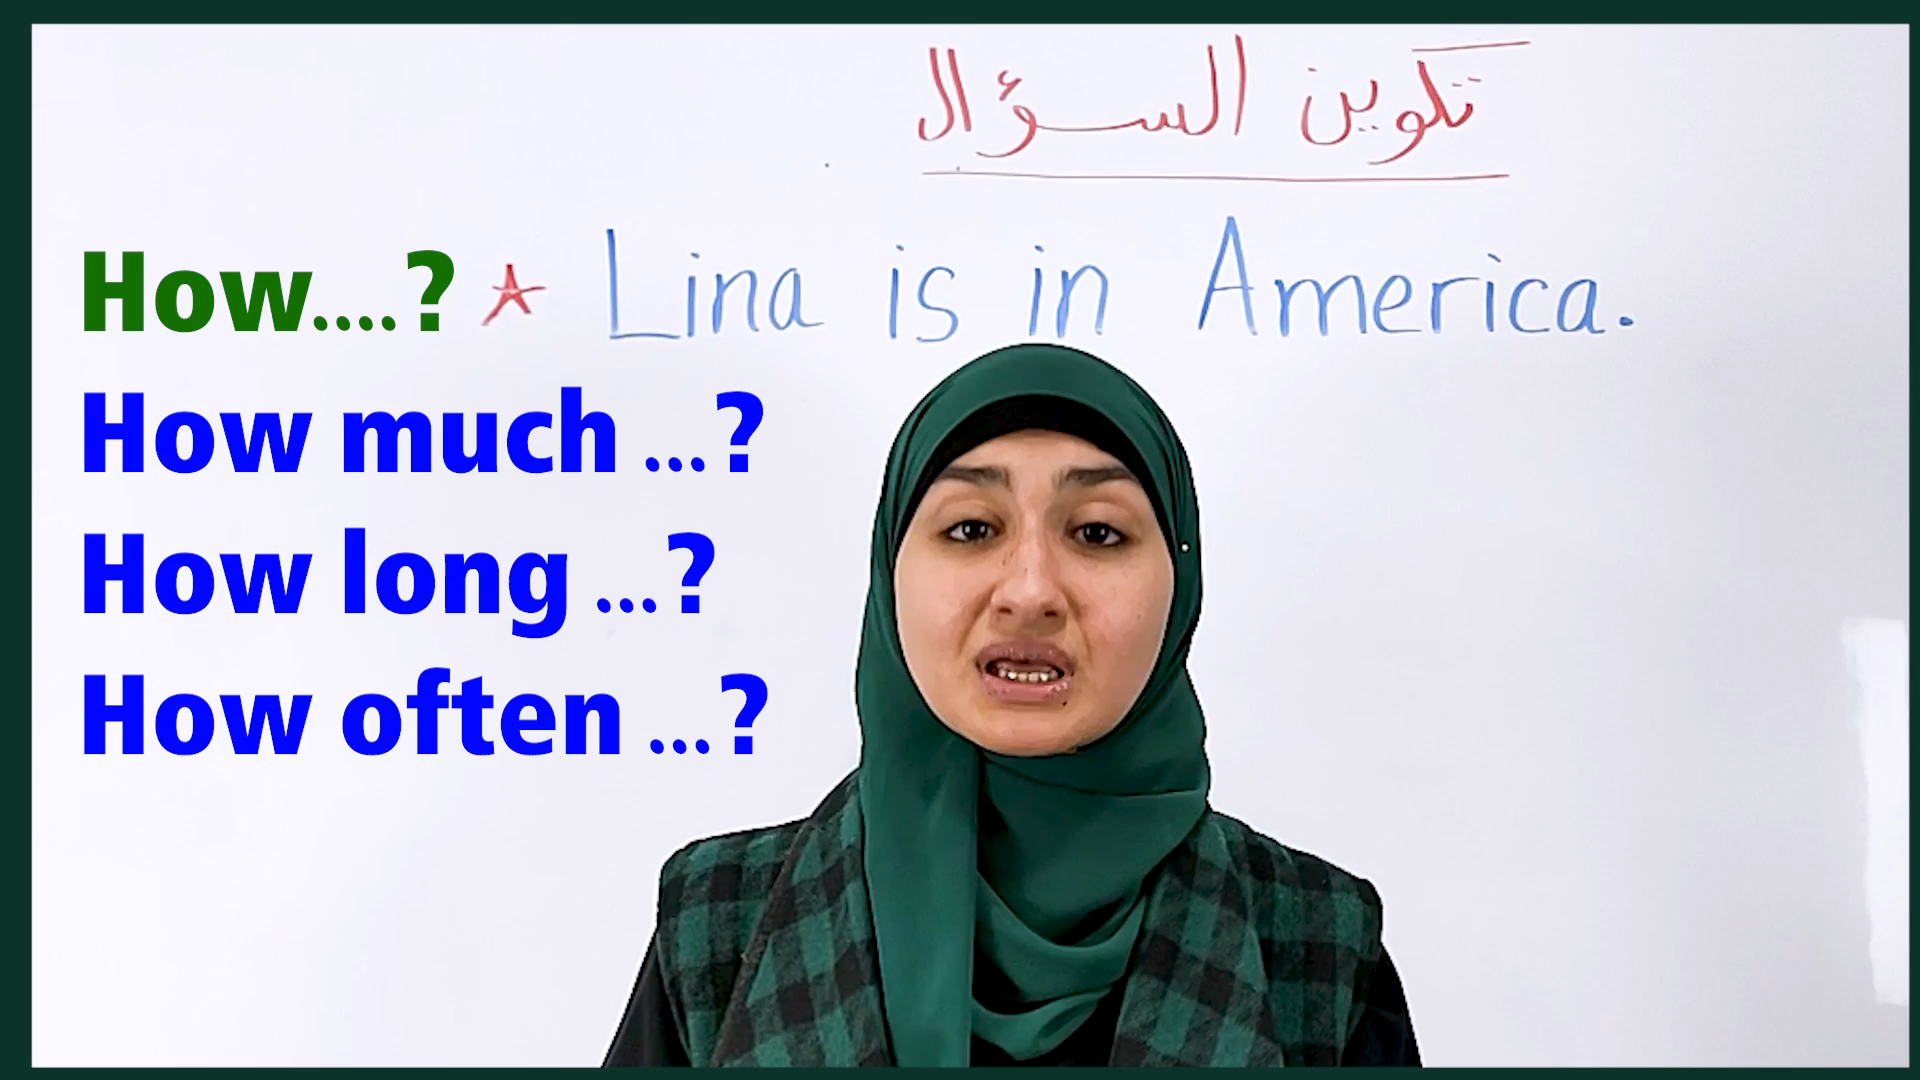 تكوين السؤال
How....? ★ Lina is in America.
How much ...?
How long ...?
How often ...?